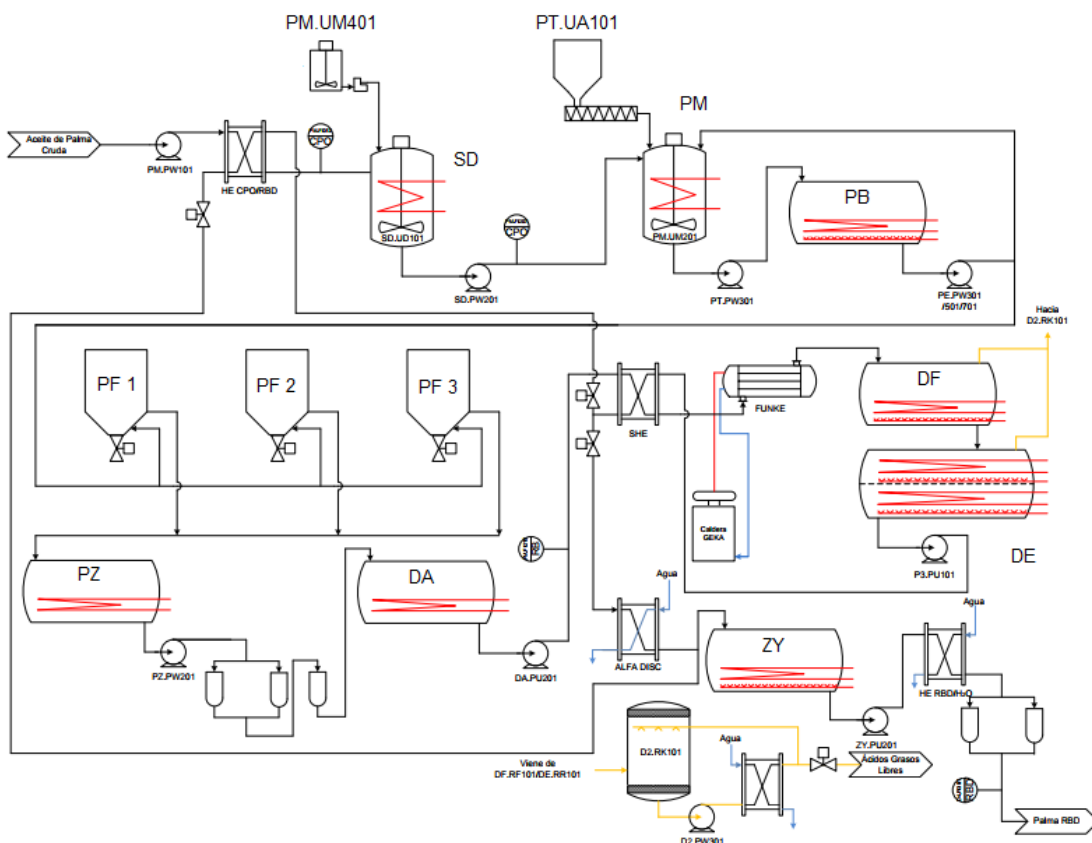 PM.UM401
PT.UA101
PM
Aceite de Palma
Cruda
PM.PW101
HE CPO/RBD
CPO
SD
SD.UD101
CPO
SD.PW201
PM.UM201
PT.PW301
PB
PE.PW301
/501/701
Hacia
D2.RK101
PF 1
PF 2
PF 3
SHE
FUNKE
DF
Caldera
GEKA
DE
P3.PU101
PZ
PZ.PW201
DA
RB
DA.PU201
Agua
ALFA DISC
ZY
ZY.PU201
Agua
HE RBD/H2O
D2.RK101
Viene de
DF.RF101/DE.RR101
Agua
D2.PW301
Ácidos Grasos
Libres
RBD
Palma RBD